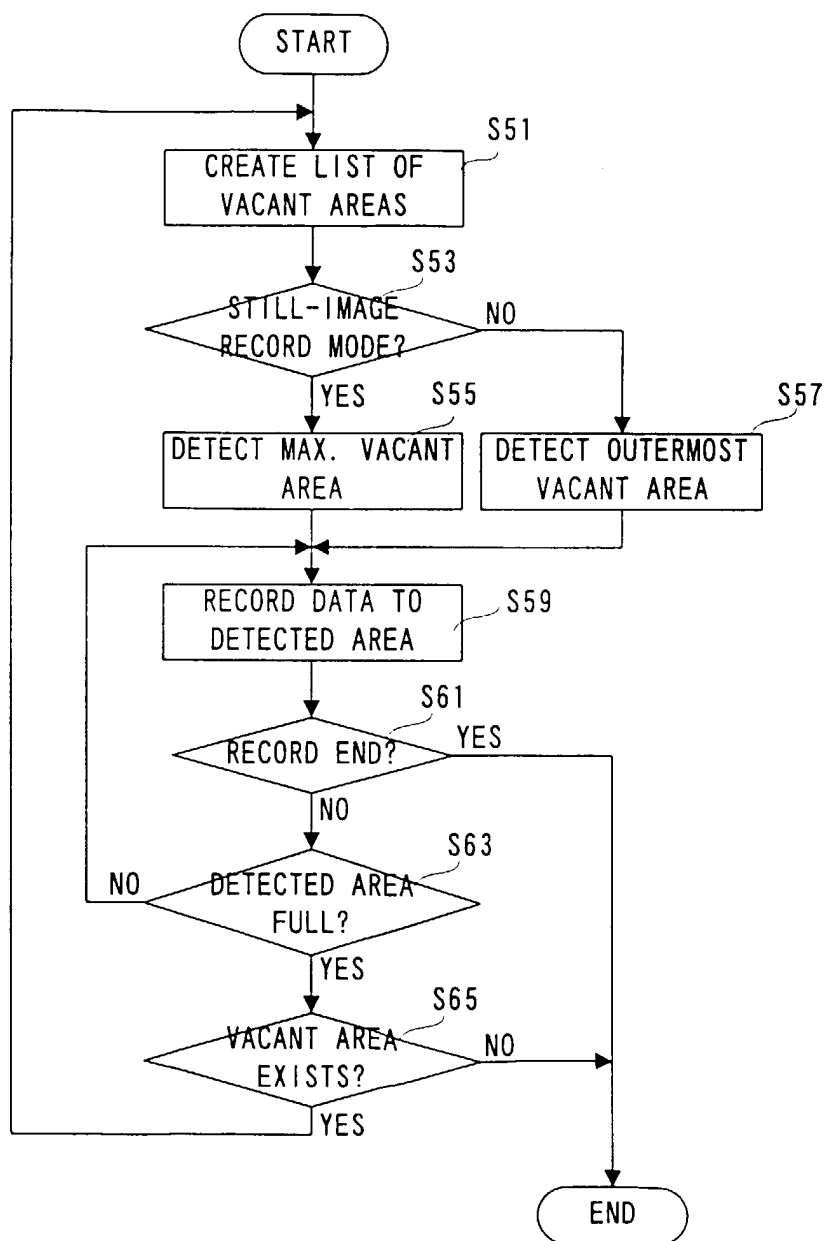 START
S51
CREATE LIST OF
VACANT AREAS
S53
STILL-IMAGE
RECORD MODE?
NO
YES
S55
S57
DETECT MAX. VACANT
AREA
DETECT OUTERMOST
VACANT AREA
RECORD DATA TO
DETECTED AREA
S59
S61
RECORD END?
YES
NO
S63
DETECTED AREA
FULL?
NO
YES
S65
VACANT AREA
EXISTS?
NO
YES
END